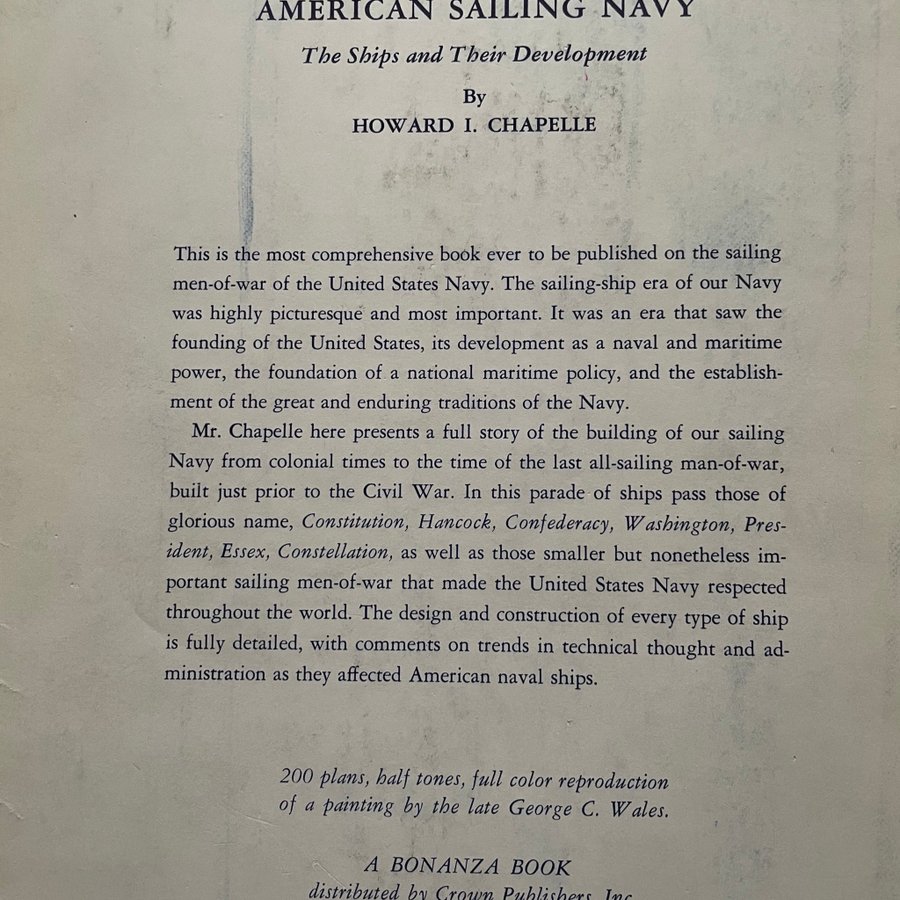 AMERICAN SAILING NAVY
The Ships and Their Development
By
HOWARD I. CHAPELLE
This is the most comprehensive book ever to be published on the sailing
men-of-war of the United States Navy. The sailing-ship era of our Navy
was highly picturesque and most important. It was an era that saw the
founding of the United States, its development as a naval and maritime
power, the foundation of a national maritime policy, and the establish-
ment of the great and enduring traditions of the Navy.
Mr. Chapelle here presents a full story of the building of our sailing
Navy from colonial times to the time of the last all-sailing man-of-war,
built just prior to the Civil War. In this parade of ships pass those of
glorious name, Constitution, Hancock, Confederacy, Washington, Pres-
ident, Essex, Constellation, as well as those smaller but nonetheless im-
portant sailing men-of-war that made the United States Navy respected
throughout the world. The design and construction of every type of ship
is fully detailed, with comments on trends in technical thought and ad-
ministration as they affected American naval ships.
200 plans, half tones, full color reproduction
of a painting by the late George C. Wales.
A BONANZA BOOK
distributed by Crown Publishers, Inc